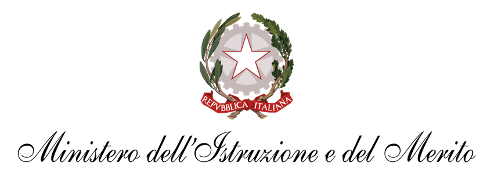 REPVBBLICA ITALIANA
Ministero dell'Istruzione e del Merito